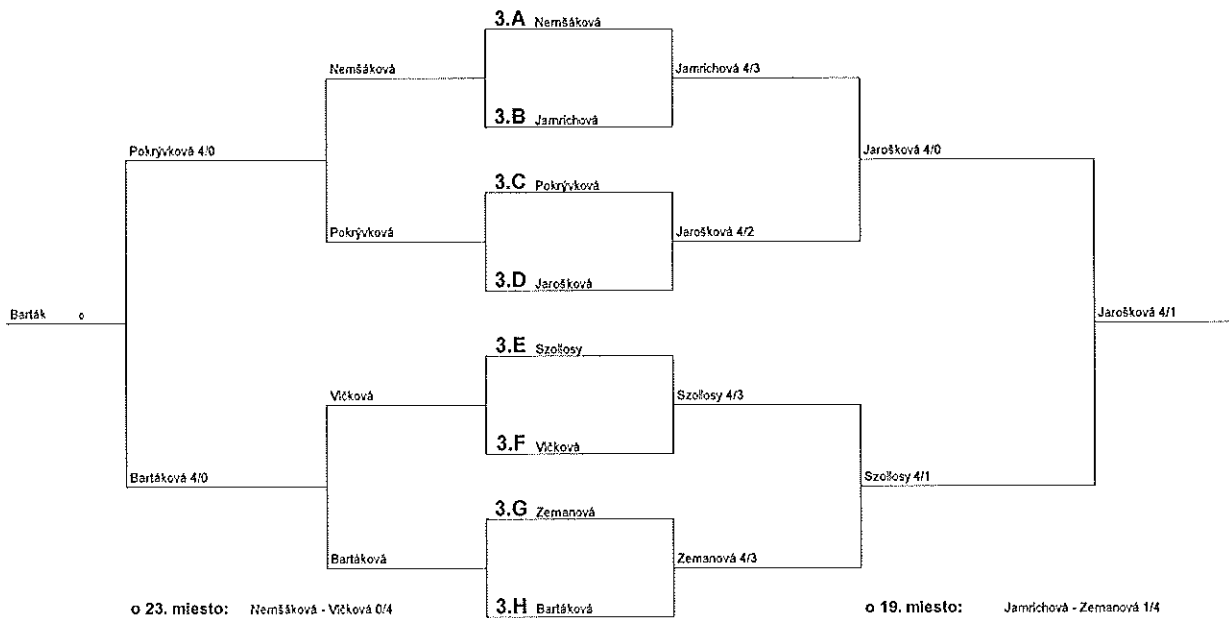 3.A Nemšáková
Nemšáková
Jamrichová 4/3
3.B Jamrichová
Pokrývková 4/0
Jarošková 4/0
3.C Pokrývková
Pokrývková
Jarošková 4/2
3.D Jarošková
Barták o
Jarošková 4/1
3.E Szollosy
Vlčková
Szollosy 4/3
3.F Vlčková
Bartáková 4/0
Szollosy 4/1
3.G Zemanová
Bartáková
Zemanová 4/3
3.H Bartáková
o 23. miesto: Nemšáková - Vlčková 0/4
o 19. miesto: Jamrichová - Zemanová 1/4